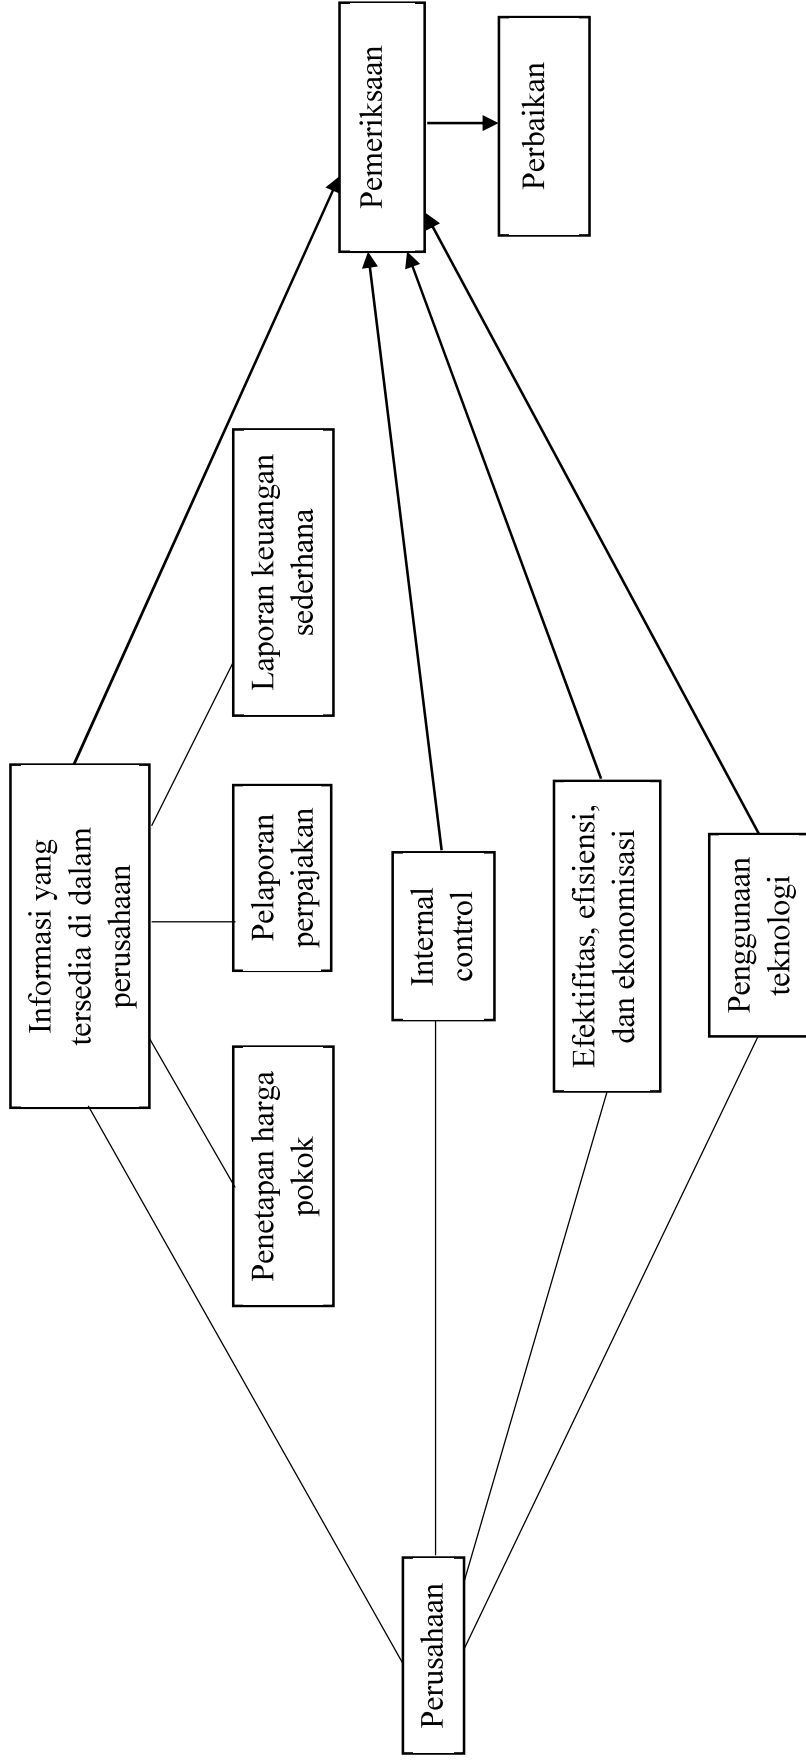 Perusahaan
Informasi yang
tersedia di dalam
perusahaan
Penetapan harga
pokok
Pelaporan
perpajakan
Laporan keuangan
sederhana
Internal
control
Efektifitas, efisiensi,
dan ekonomisasi
Penggunaan
teknologi
Pemeriksaan
Perbaikan